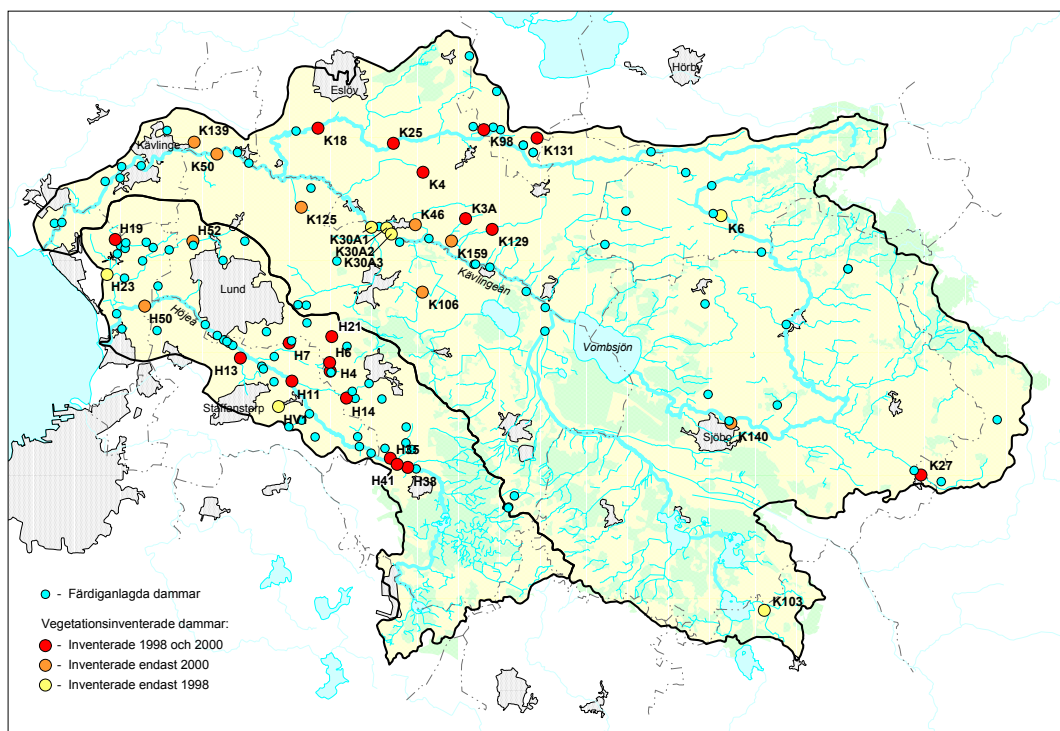 Hörby
Eslöv
K139
Kävlinge
K50
K18
K25
K98
K131
K4
K125
K46
K3A
K129
K6
K30A1
K30A2
K30A3
K159
Kävlingeån
K106
H19
H52
H23
Lund
H50
Höjeå
H21
H7
H6
H4
H13
H11
H14
Staffanstorp
HV1
Vombsjön
Sjöbo
K140
K27
H35
H41
H38
K103
- Färdiganlagda dammar
Vegetationsinventerade dammar:
- Inventerade 1998 och 2000
- Inventerade endast 2000
- Inventerade endast 1998